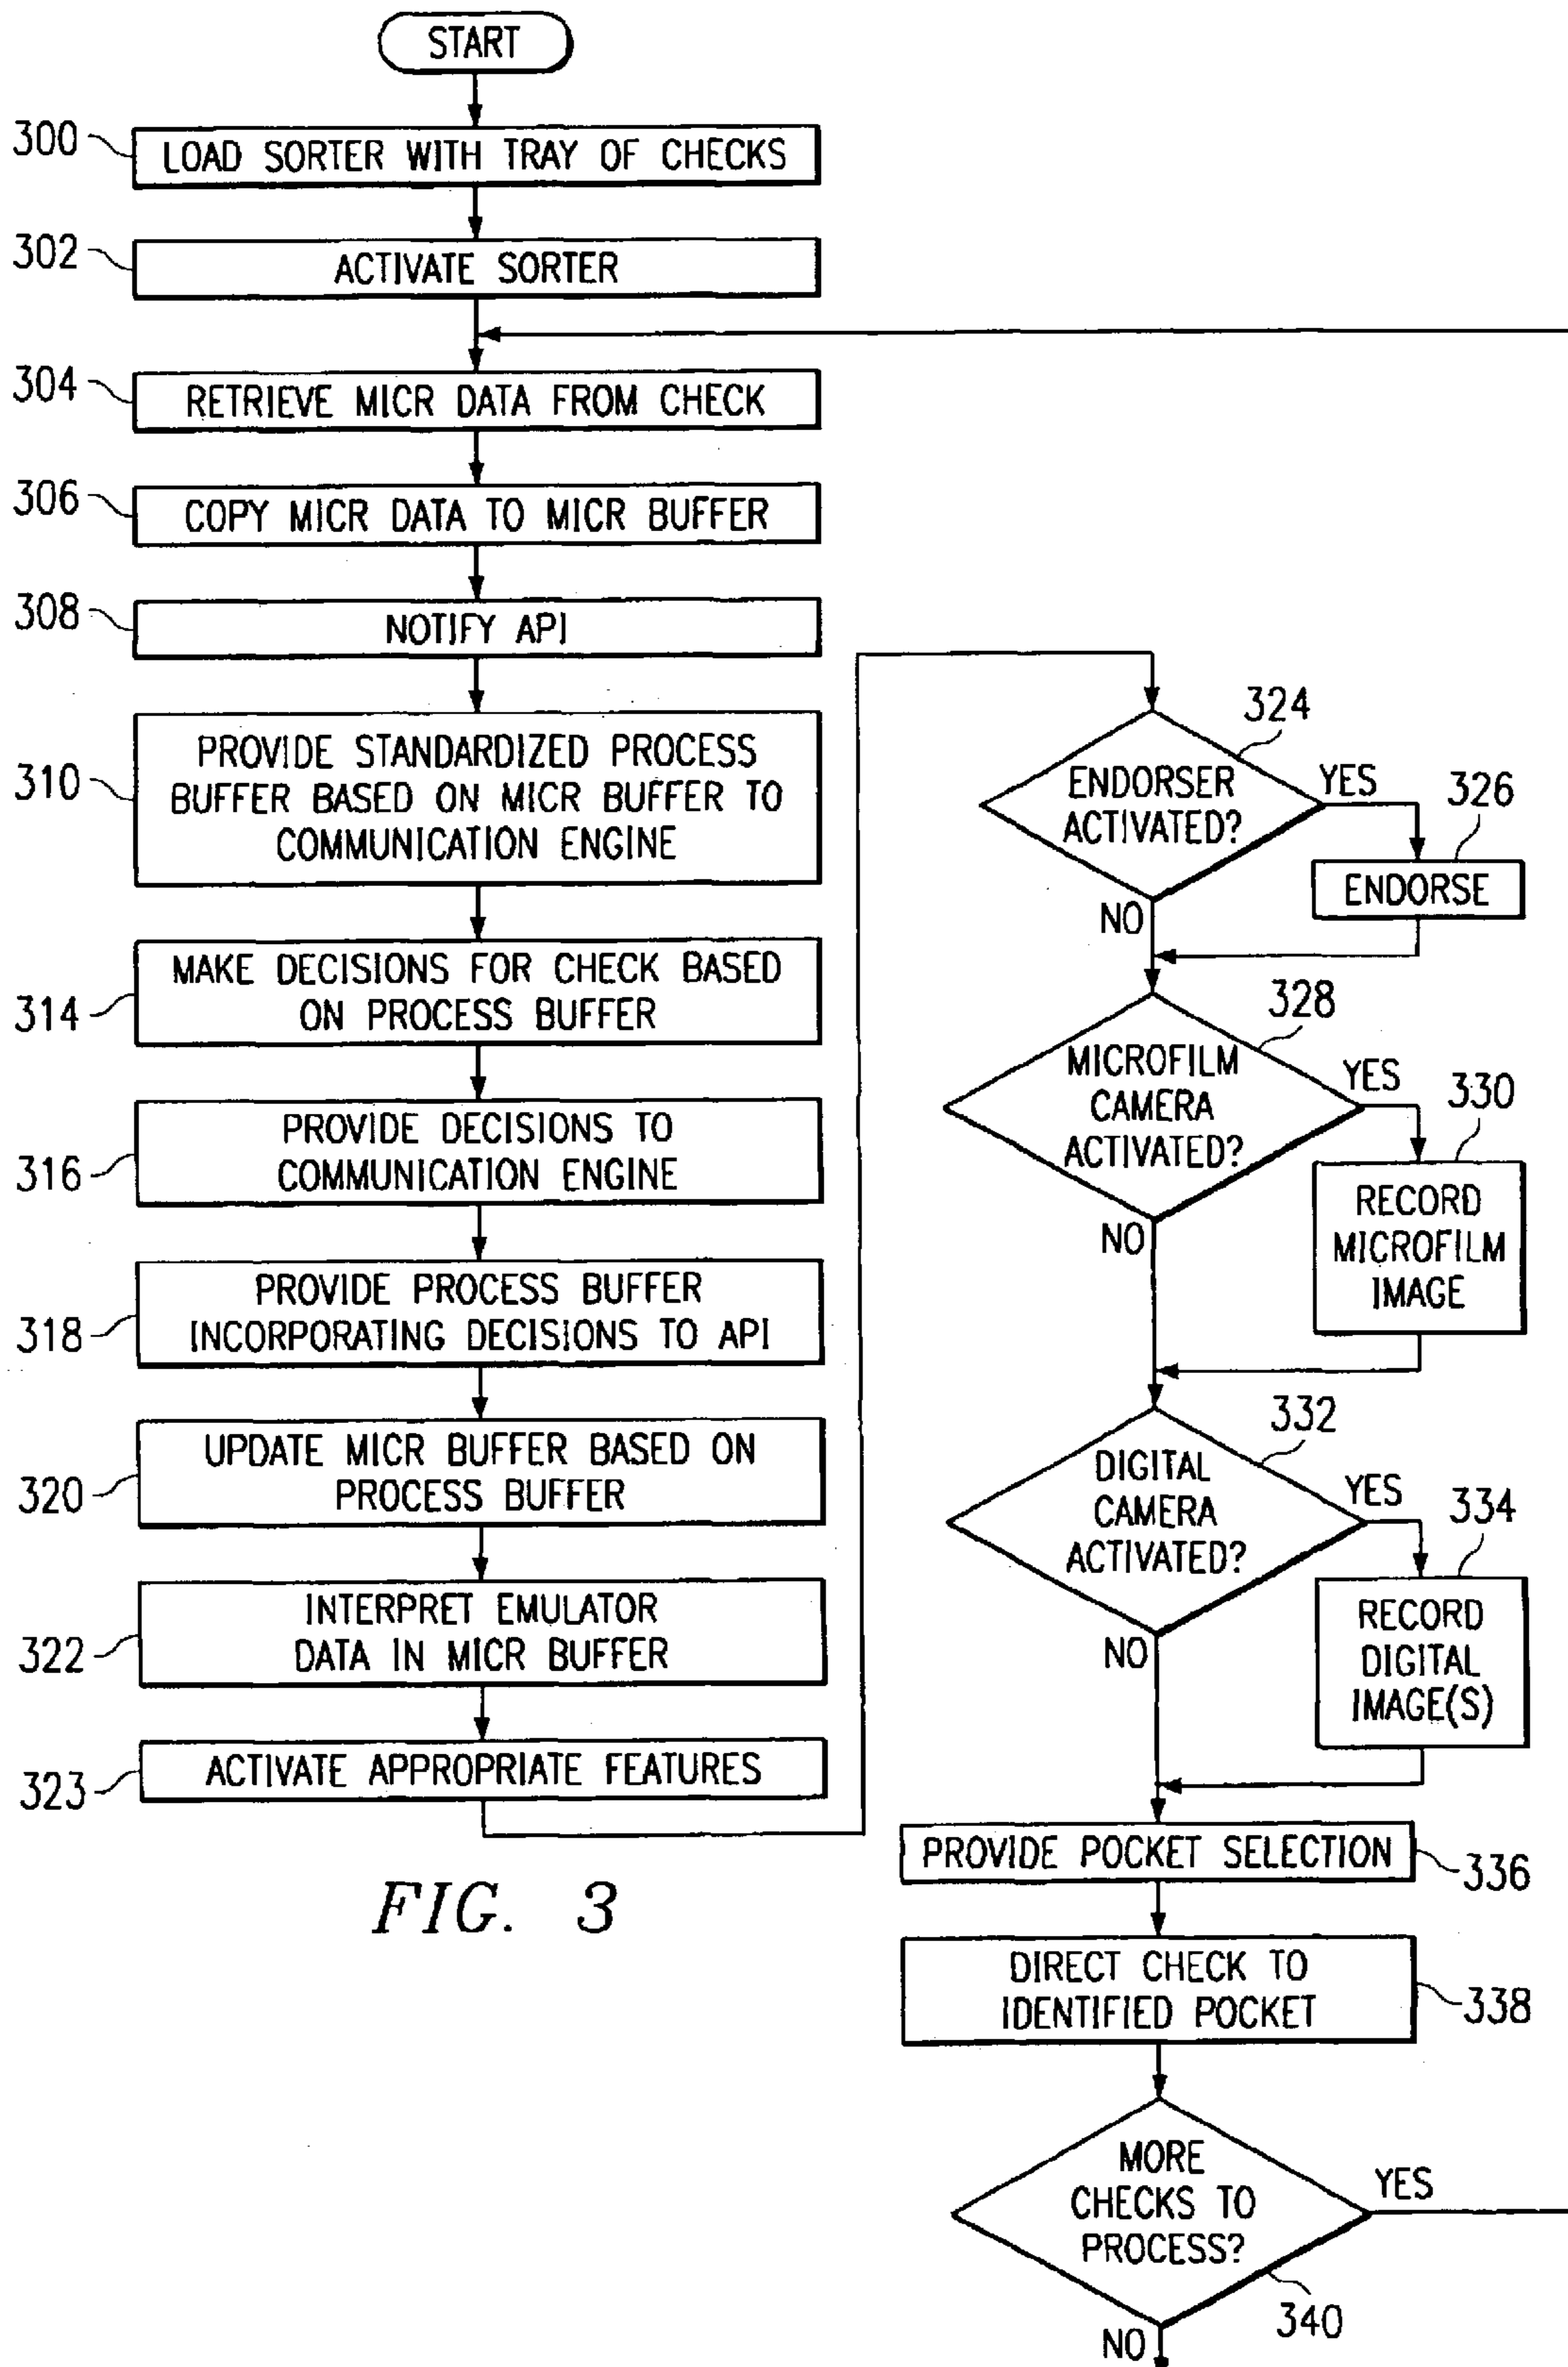 START
300
LOAD SORTER WITH TRAY OF CHECKS
302
ACTIVATE SORTER
304
RETRIEVE MICR DATA FROM CHECK
306
COPY MICR DATA TO MICR BUFFER
308
NOTIFY API
310
PROVIDE STANDARDIZED PROCESS
BUFFER BASED ON MICR BUFFER TO
COMMUNICATION ENGINE
314
MAKE DECISIONS FOR CHECK BASED
ON PROCESS BUFFER
316
PROVIDE DECISIONS TO
COMMUNICATION ENGINE
318
PROVIDE PROCESS BUFFER
INCORPORATING DECISIONS TO API
320
UPDATE MICR BUFFER BASED ON
PROCESS BUFFER
322
INTERPRET EMULATOR
DATA IN MICR BUFFER
323
ACTIVATE APPROPRIATE FEATURES
324
ENDORSER
ACTIVATED?
YES
326
ENDORSE
NO
328
MICROFILM
CAMERA
ACTIVATED?
YES
330
RECORD
MICROFILM
IMAGE
NO
332
DIGITAL
CAMERA
ACTIVATED?
YES
334
RECORD
DIGITAL
IMAGE(S)
NO
PROVIDE POCKET SELECTION
336
DIRECT CHECK TO
IDENTIFIED POCKET
338
MORE
CHECKS TO
PROCESS?
YES
340
NO
FIG. 3